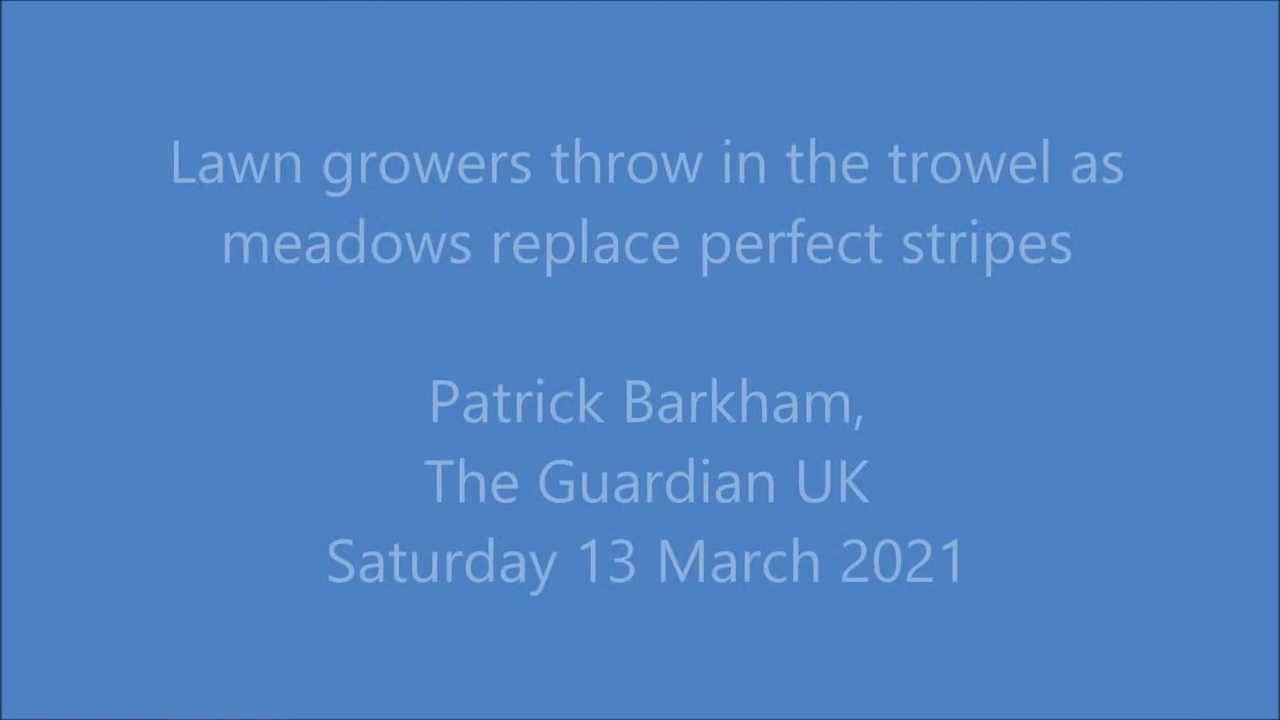 Lawn growers throw in the trowel as
meadows replace perfect stripes
Patrick Barkham,
The Guardian UK
Saturday 13 March 2021